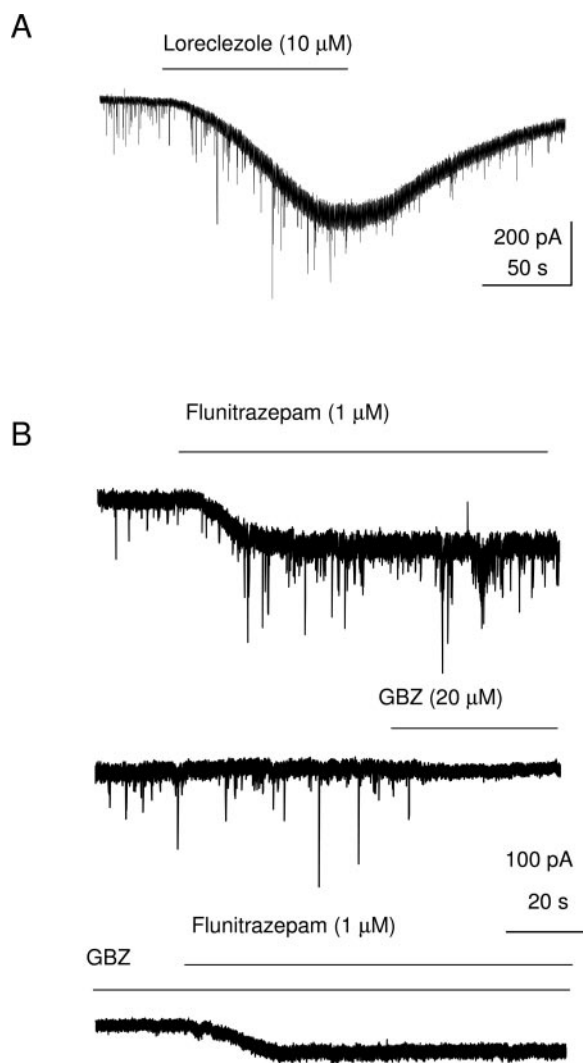 A
Loreclezole (10 μM)
200 pA
50 s
B
Flunitrazepam (1 μM)
GBZ (20 μM)
100 pA
20 s
Flunitrazepam (1 μM)
GBZ